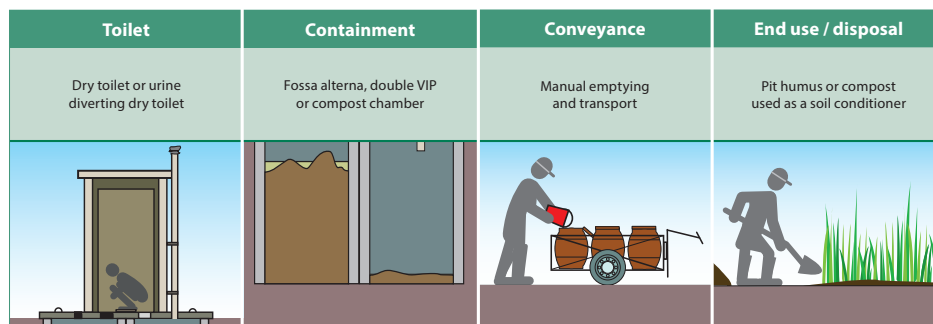 Toilet
Containment
Conveyance
End use / disposal
Dry toilet or urine
diverting dry toilet
Fossa alterna, double VIP
or compost chamber
Manual emptying
and transport
Pit humus or compost
used as a soil conditioner